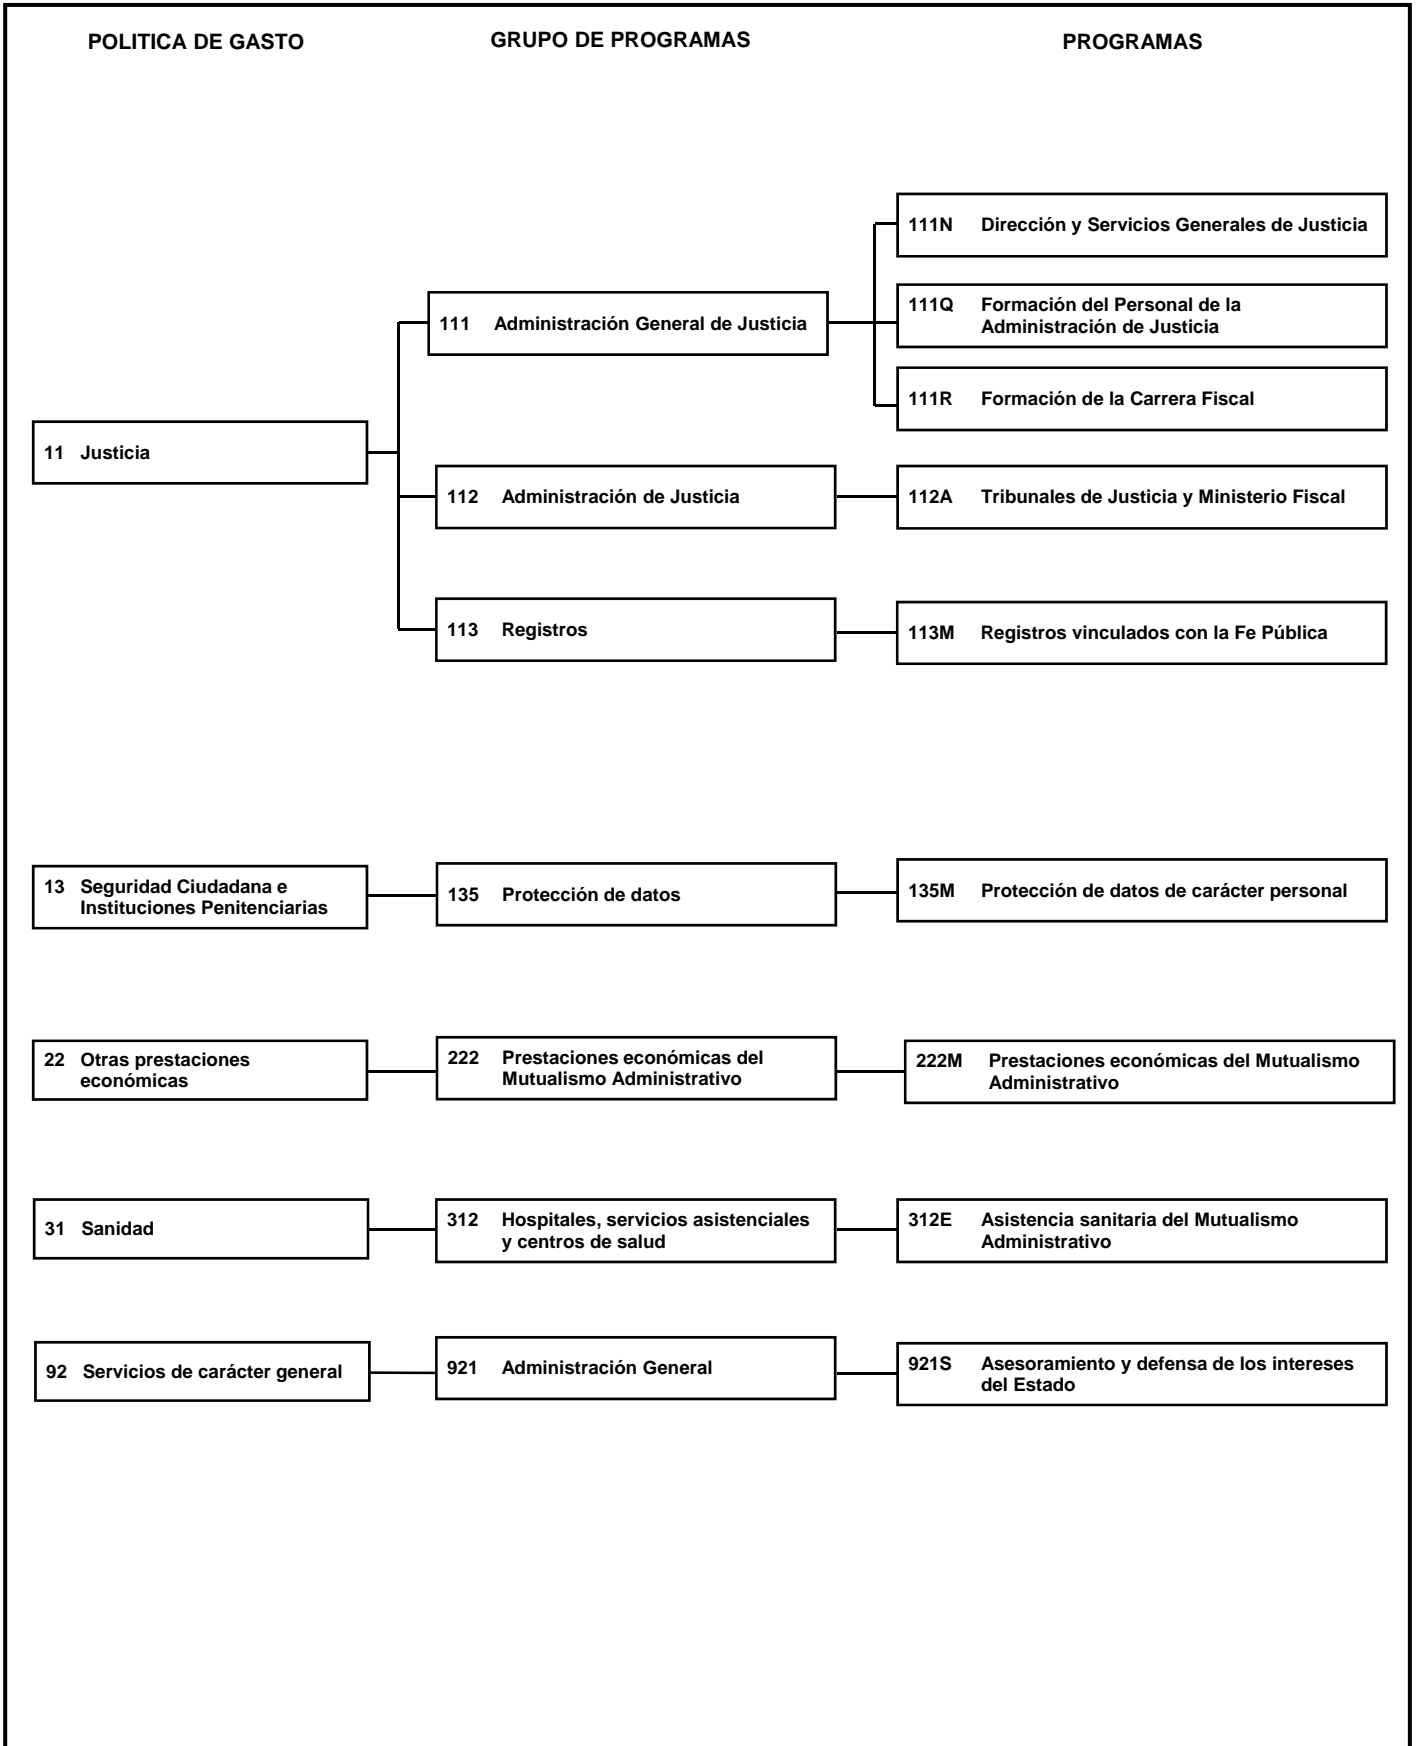 POLITICA DE GASTO
GRUPO DE PROGRAMAS
PROGRAMAS
11 Justicia
111 Administración General de Justicia
111N Dirección y Servicios Generales de Justicia
111Q Formación del Personal de la
Administración de Justicia
111R Formación de la Carrera Fiscal
112 Administración de Justicia
112A Tribunales de Justicia y Ministerio Fiscal
113 Registros
113M Registros vinculados con la Fe Pública
13 Seguridad Ciudadana e
Instituciones Penitenciarias
135 Protección de datos
135M Protección de datos de carácter personal
22 Otras prestaciones
económicas
222 Prestaciones económicas del
Mutualismo Administrativo
222M Prestaciones económicas del Mutualismo
Administrativo
31 Sanidad
312 Hospitales, servicios asistenciales
y centros de salud
312E Asistencia sanitaria del Mutualismo
Administrativo
92 Servicios de carácter general
921 Administración General
921S Asesoramiento y defensa de los intereses
del Estado